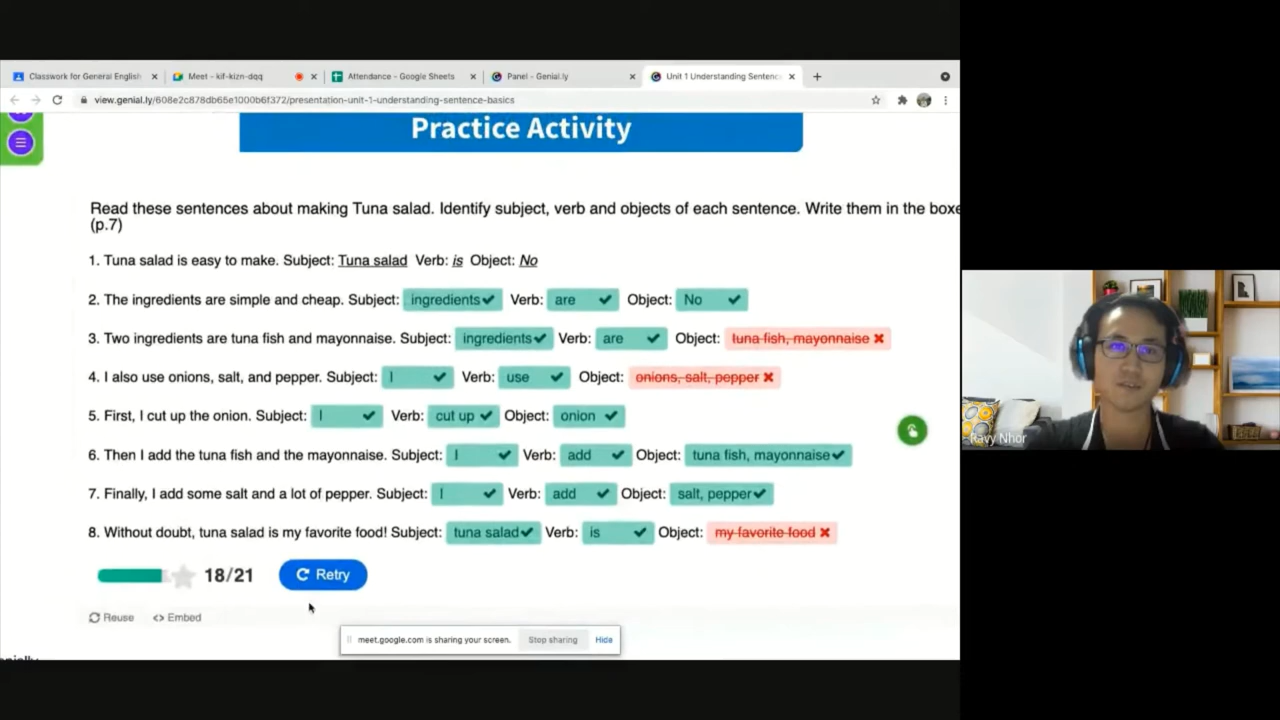 Classwork for General English
Meet - kif-kizn-dqq
Attendance - Google Sheets
Panel - Genial.ly
Unit 1 Understanding Sentenc
view.genial.ly/608e2c878db65e1000b6f372/presentation-unit-1-understanding-sentence-basics
Practice Activity
Read these sentences about making Tuna salad. Identify subject, verb and objects of each sentence. Write them in the boxe
(p.7)
1. Tuna salad is easy to make. Subject: Tuna salad Verb: is Object: No
2. The ingredients are simple and cheap. Subject: ingredients Verb: are Object: No
3. Two ingredients are tuna fish and mayonnaise. Subject: ingredients Verb: are Object: tuna fish, mayonnaise
4. I also use onions, salt, and pepper. Subject: I Verb: use Object: onions, salt, pepper
5. First, I cut up the onion. Subject: I Verb: cut up Object: onion
6. Then I add the tuna fish and the mayonnaise. Subject: I Verb: add Object: tuna fish, mayonnaise
7. Finally, I add some salt and a lot of pepper. Subject: I Verb: add Object: salt, pepper
8. Without doubt, tuna salad is my favorite food! Subject: tuna salad Verb: is Object: my favorite food
18/21 Retry
Reuse <> Embed
meet.google.com is sharing your screen. Stop sharing Hide
Ravy Nhor